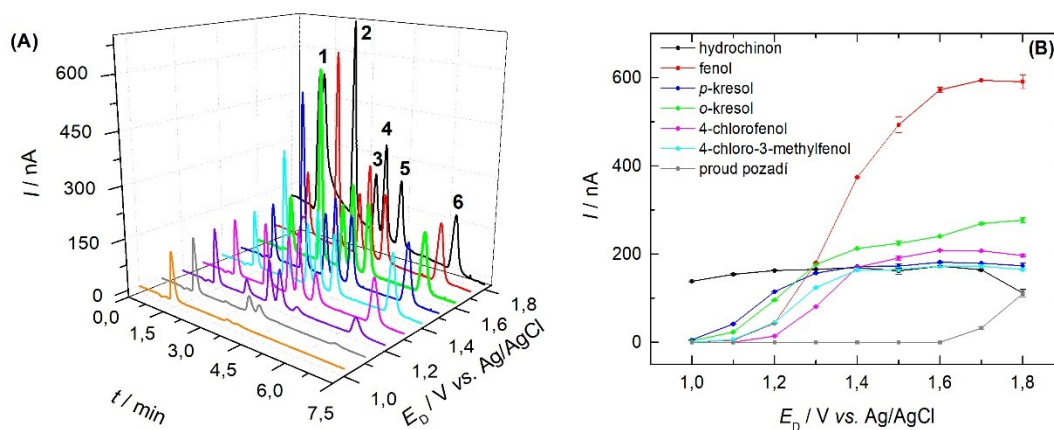 (A)
I / nA
600
450
300
150
0
1
2
3
4
5
6
0,0
1,5
3,0
4,5
6,0
7,5
t / min
1,0
1,2
1,4
1,6
1,8
E_D / V vs. Ag/AgCl
(B)
hydrochinon
fenol
p-kresol
o-kresol
4-chlorofenol
4-chloro-3-methylfenol
proud pozadí
I / nA
600
400
200
0
1,0
1,2
1,4
1,6
1,8
E_D / V vs. Ag/AgCl